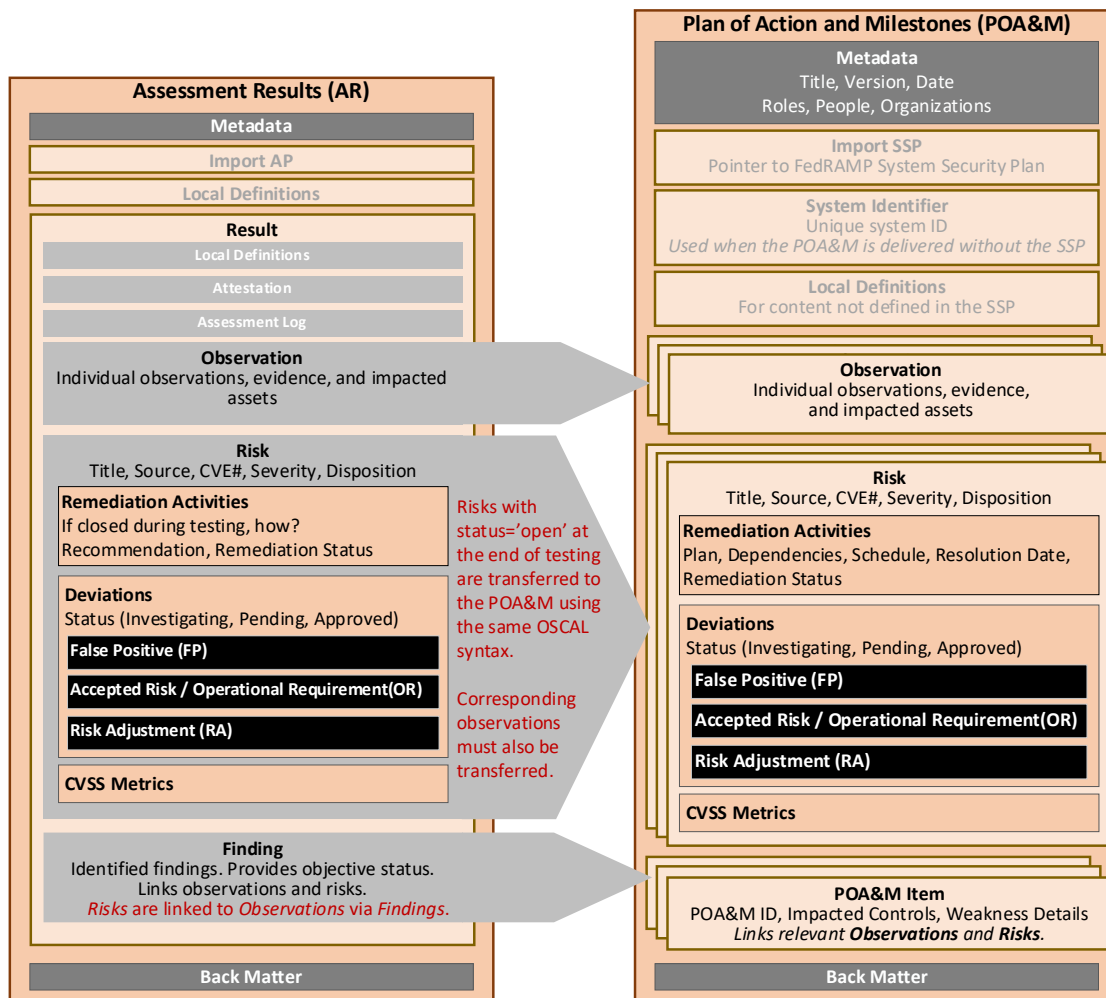 Assessment Results (AR)
Metadata
Import AP
Local Definitions
Result
Local Definitions
Attestation
Assessment Log
Observation
Individual observations, evidence, and impacted
assets
Risk
Title, Source, CVE#, Severity, Disposition
Remediation Activities
If closed during testing, how?
Recommendation, Remediation Status
Deviations
Status (Investigating, Pending, Approved)
False Positive (FP)
Accepted Risk / Operational Requirement(OR)
Risk Adjustment (RA)
CVSS Metrics
Risks with
status=’open’ at
the end of testing
are transferred to
the POA&M using
the same OSCAL
syntax.
Corresponding
observations
must also be
transferred.
Finding
Identified findings. Provides objective status.
Links observations and risks.
Risks are linked to Observations via Findings.
Back Matter
Plan of Action and Milestones (POA&M)
Metadata
Title, Version, Date
Roles, People, Organizations
Import SSP
Pointer to FedRAMP System Security Plan
System Identifier
Unique system ID
Used when the POA&M is delivered without the SSP
Local Definitions
For content not defined in the SSP
Observation
Individual observations, evidence,
and impacted assets
Risk
Title, Source, CVE#, Severity, Disposition
Remediation Activities
Plan, Dependencies, Schedule, Resolution Date,
Remediation Status
Deviations
Status (Investigating, Pending, Approved)
False Positive (FP)
Accepted Risk / Operational Requirement(OR)
Risk Adjustment (RA)
CVSS Metrics
POA&M Item
POA&M ID, Impacted Controls, Weakness Details
Links relevant Observations and Risks.
Back Matter